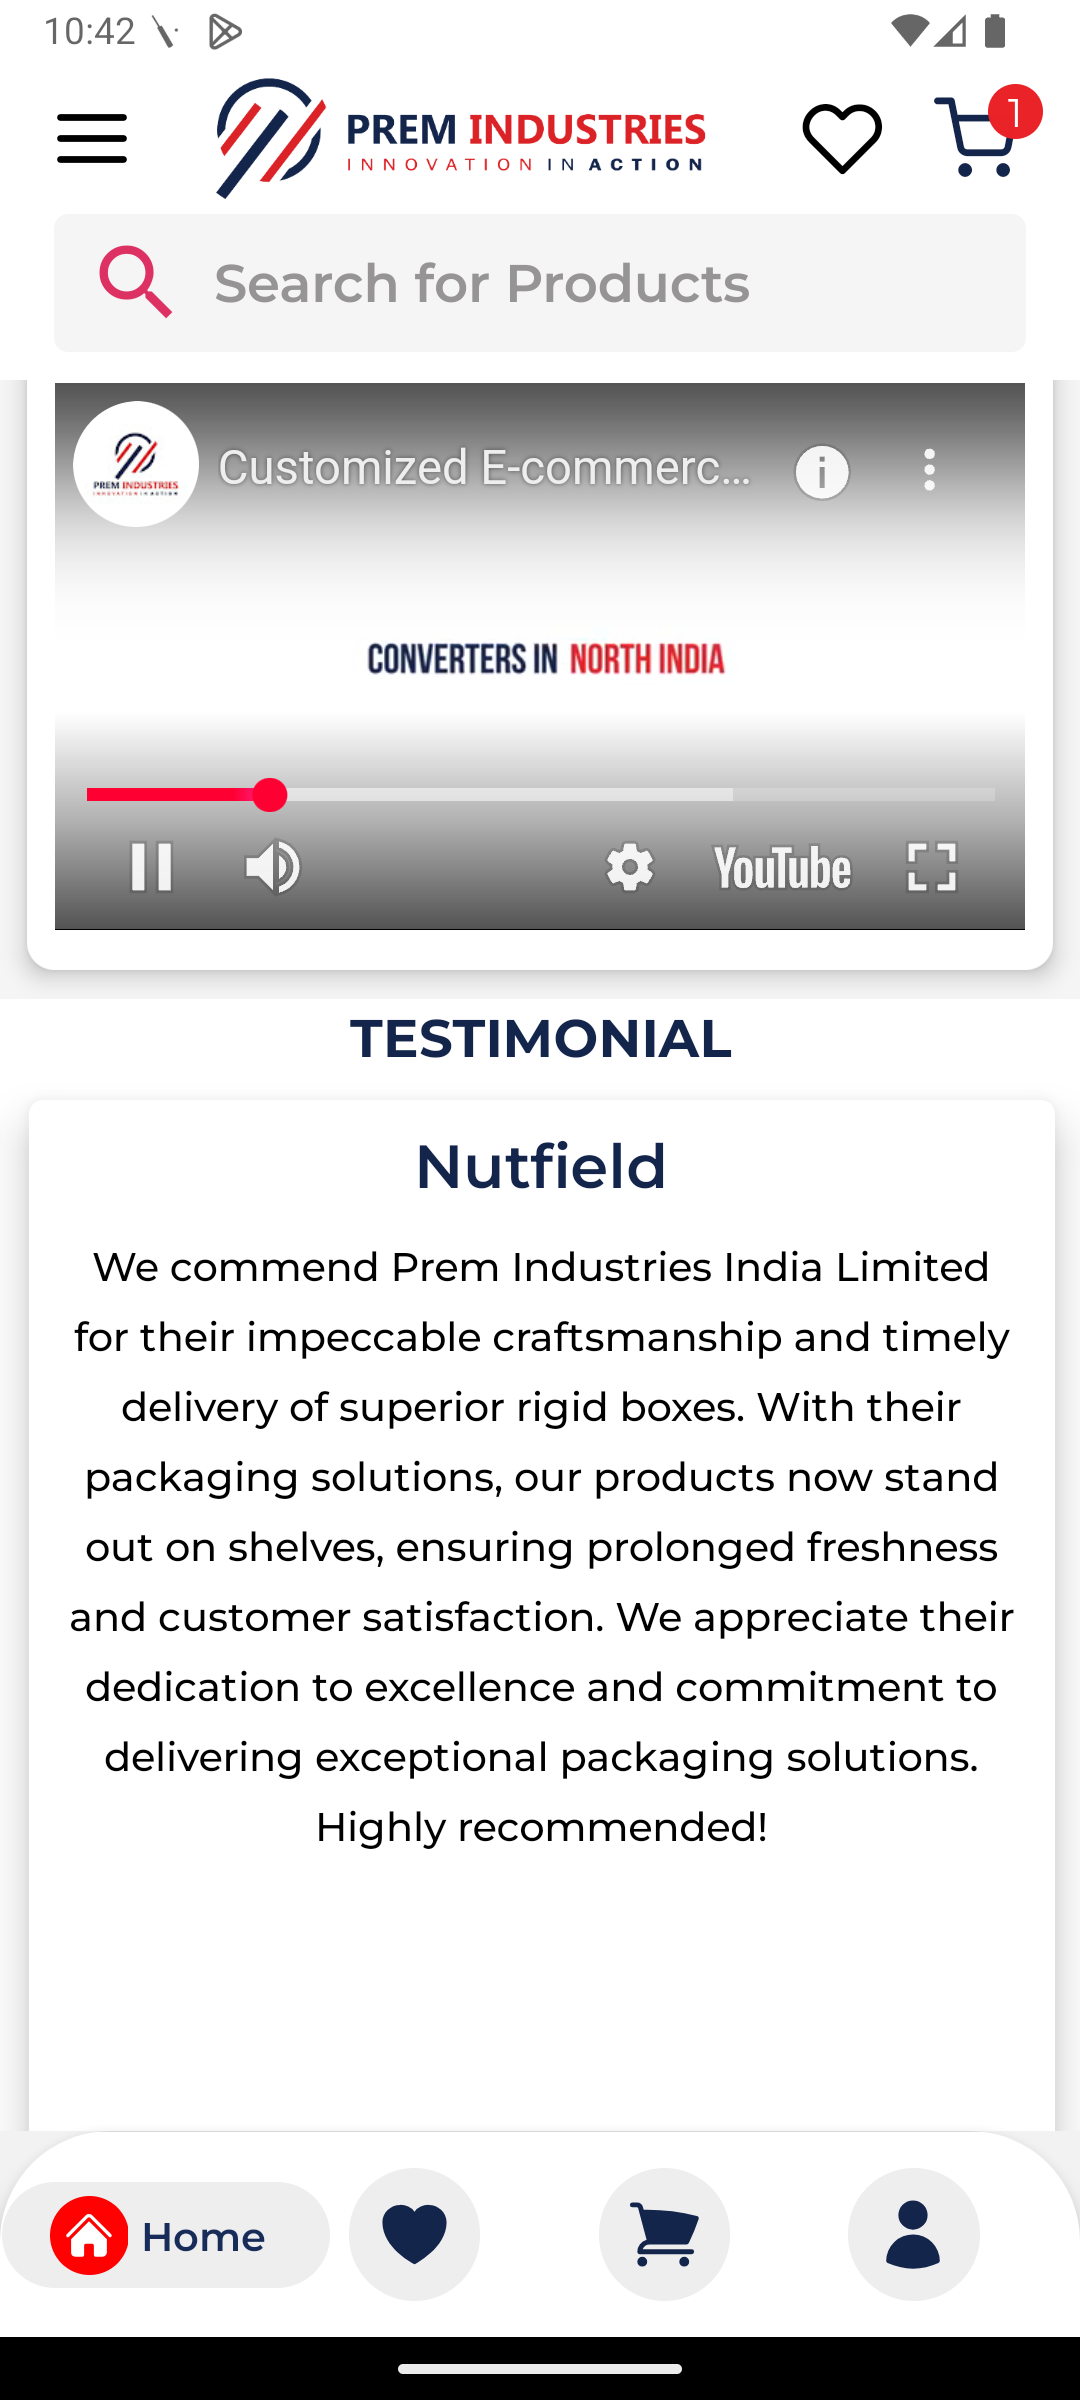 10:42
PREM INDUSTRIES
INNOVATION IN ACTION
1
Search for Products
PREM INDUSTRIES
INNOVATION IN ACTION
Customized E-commerc...
CONVERTERS IN NORTH INDIA
YouTube
TESTIMONIAL
Nutfield
We commend Prem Industries India Limited
for their impeccable craftsmanship and timely
delivery of superior rigid boxes. With their
packaging solutions, our products now stand
out on shelves, ensuring prolonged freshness
and customer satisfaction. We appreciate their
dedication to excellence and commitment to
delivering exceptional packaging solutions.
Highly recommended!
Home